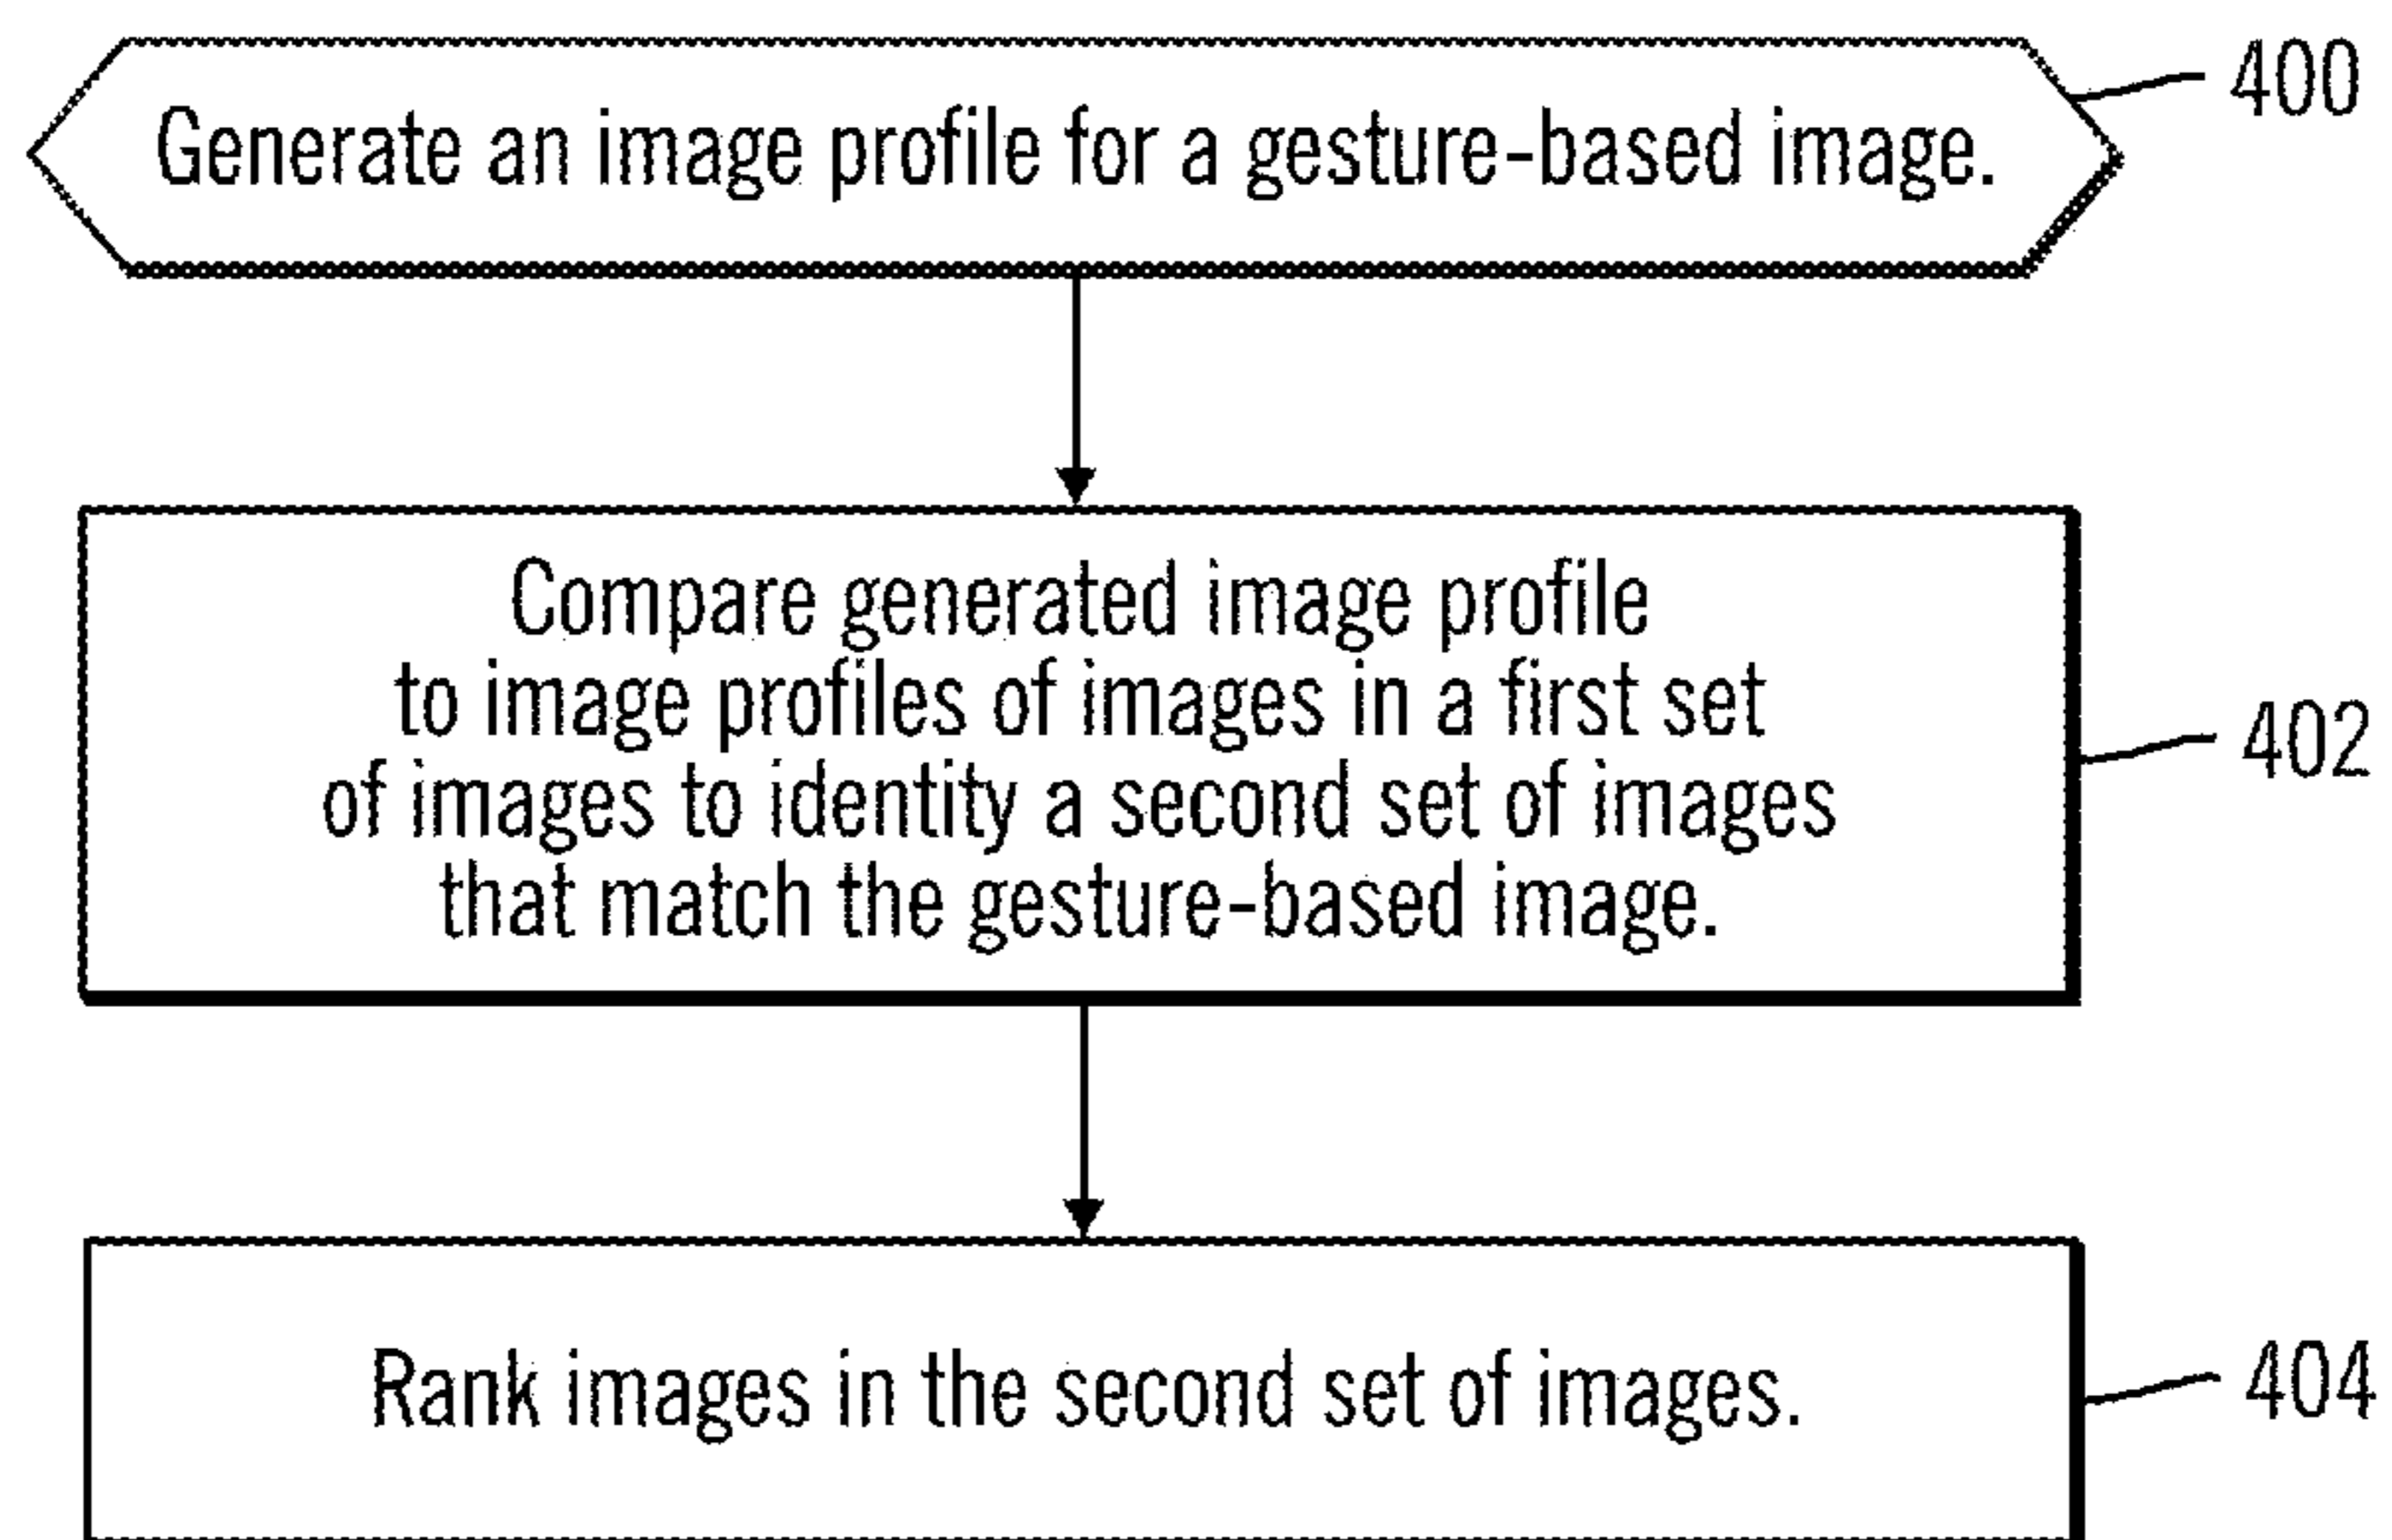 Generate an image profile for a gesture-based image.
400
Compare generated image profile
to image profiles of images in a first set
of images to identity a second set of images
that match the gesture-based image.
402
Rank images in the second set of images.
404